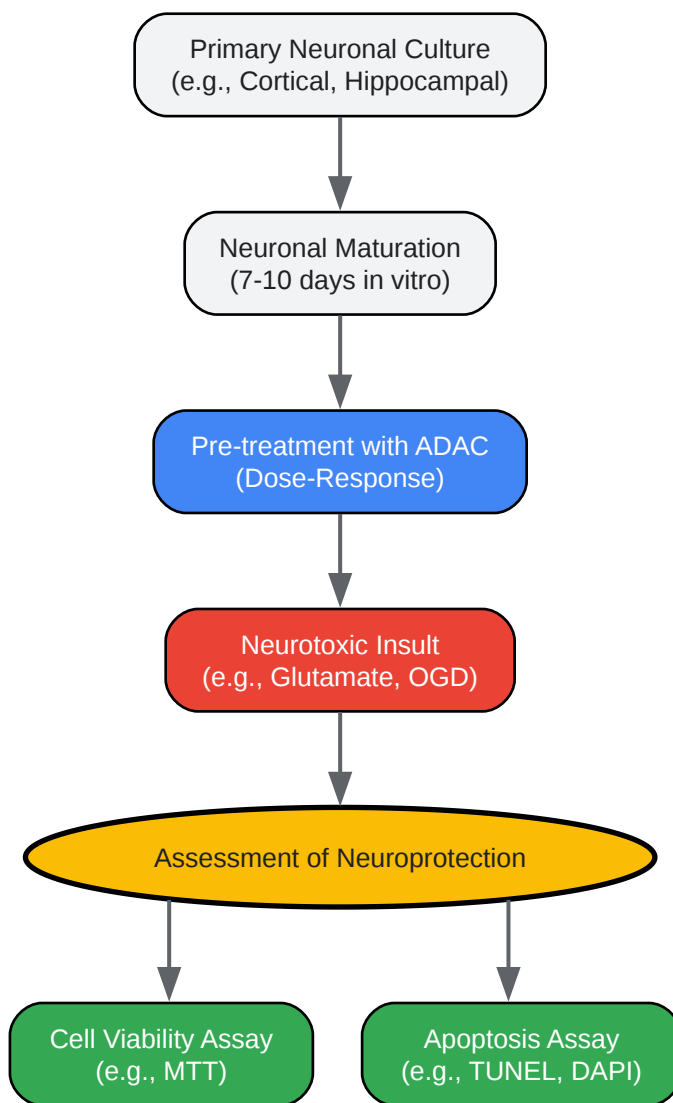 Primary Neuronal Culture
(e.g., Cortical, Hippocampal)
Neuronal Maturation
(7-10 days in vitro)
Pre-treatment with ADAC
(Dose-Response)
Neurotoxic Insult
(e.g., Glutamate, OGD)
Assessment of Neuroprotection
Cell Viability Assay
(e.g., MTT)
Apoptosis Assay
(e.g., TUNEL, DAPI)